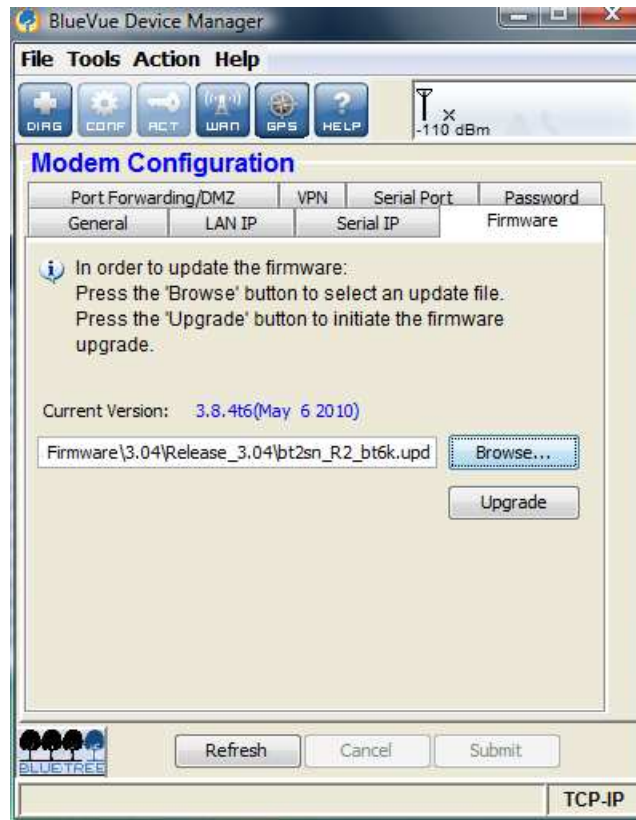 BlueVue Device Manager
File Tools Action Help
DIAG CONF ACT WAN GPS HELP
-110 dBm
Modem Configuration
Port Forwarding/DMZ VPN Serial Port Password
General LAN IP Serial IP Firmware
In order to update the firmware:
Press the 'Browse' button to select an update file.
Press the 'Upgrade' button to initiate the firmware
upgrade.
Current Version: 3.8.4t6(May 6 2010)
Firmware\3.04\Release_3.04\bt2sn_R2_bt6k.upd Browse...
Upgrade
BLUETREE
Refresh Cancel Submit
TCP-IP